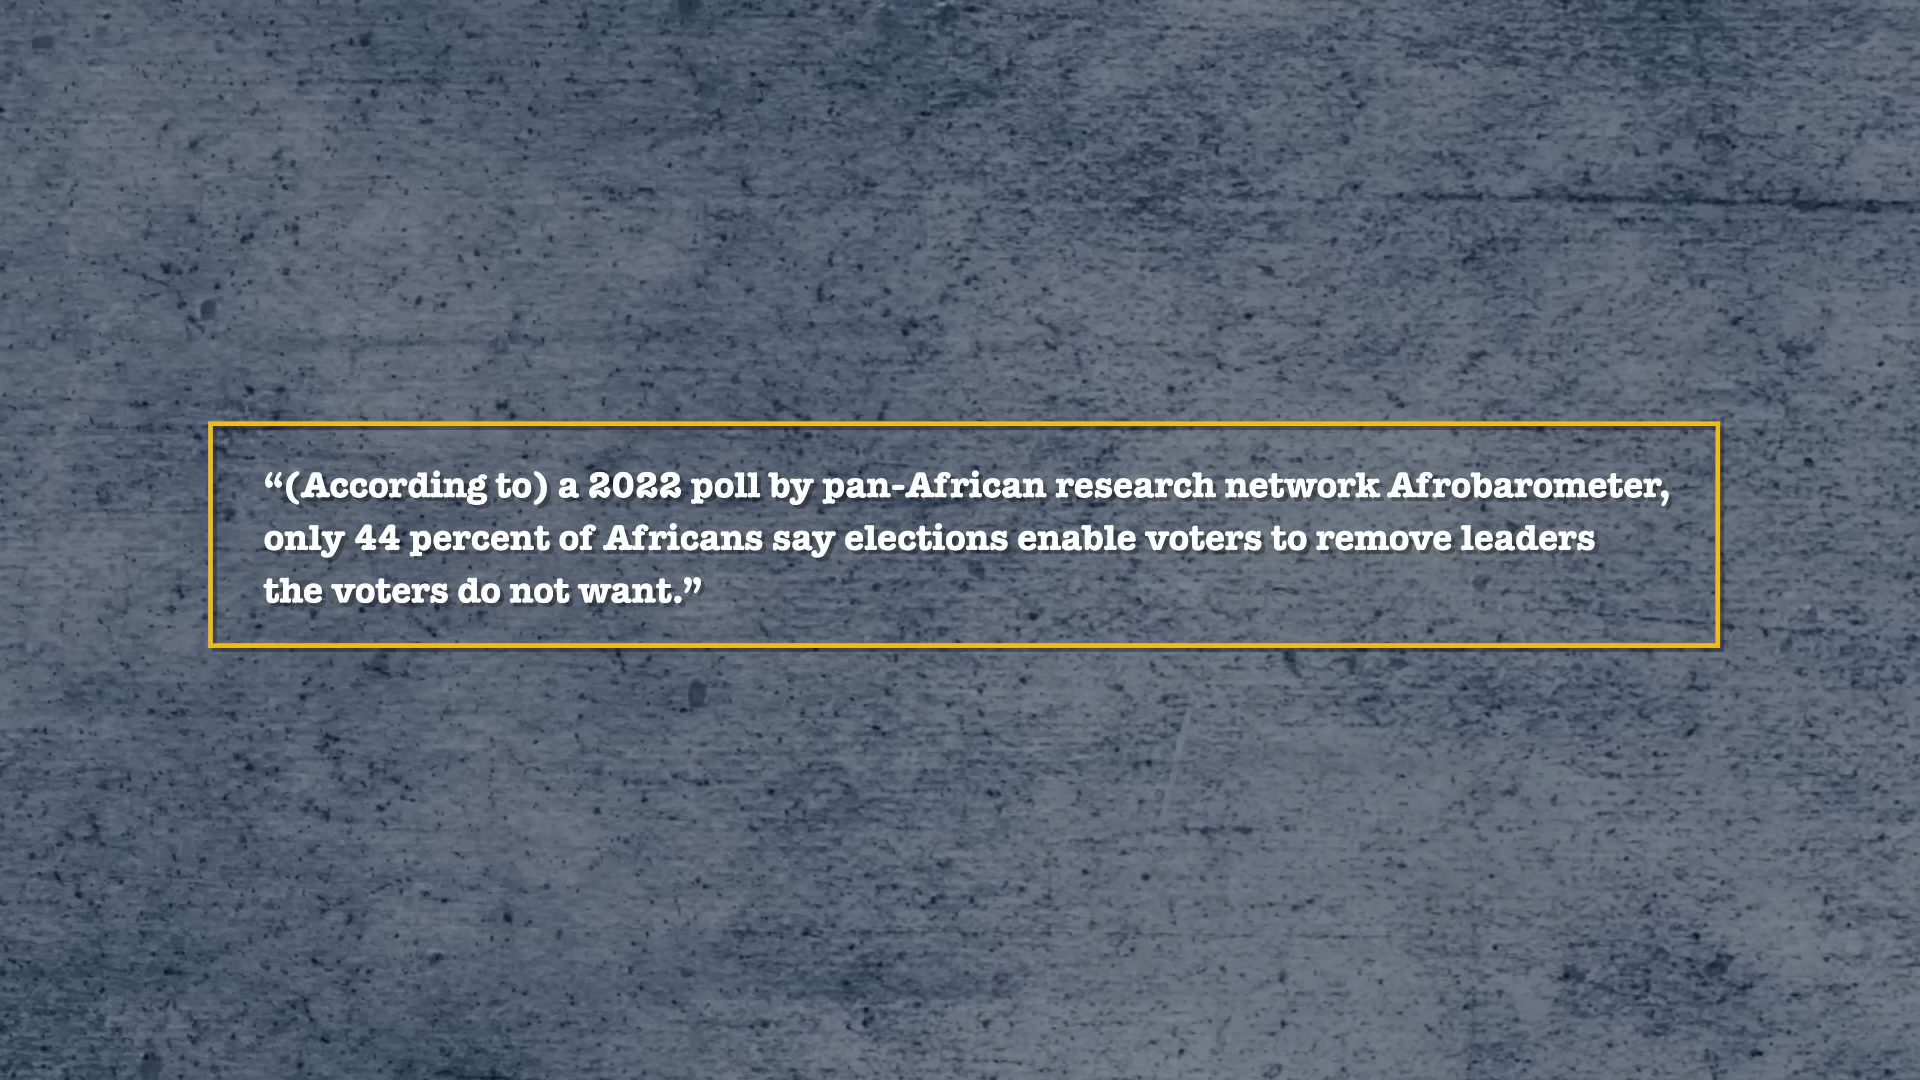 “(According to) a 2022 poll by pan-African research network Afrobarometer,
only 44 percent of Africans say elections enable voters to remove leaders
the voters do not want.”